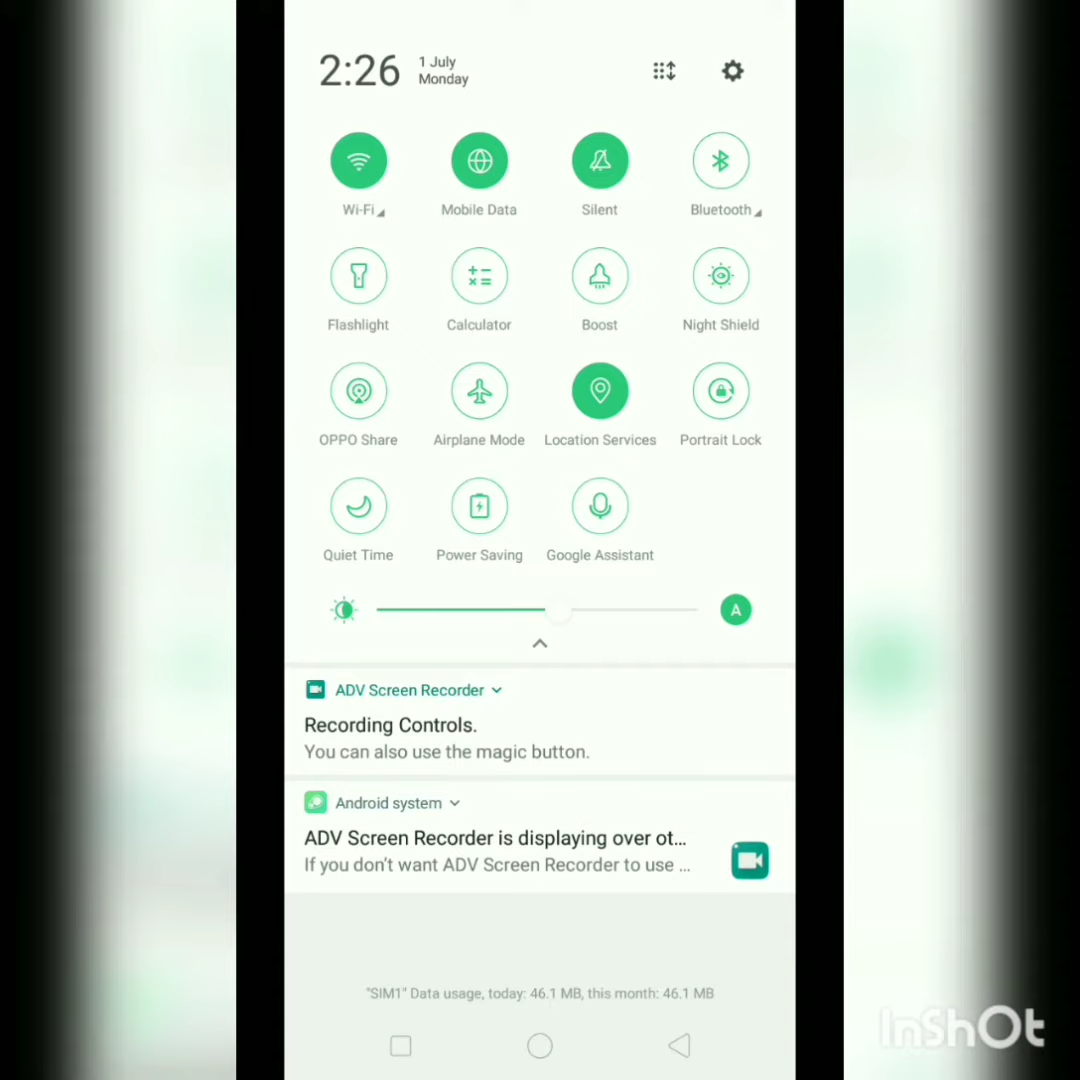 2:26
1 July
Monday
Wi-Fi
Mobile Data
Silent
Bluetooth
Flashlight
Calculator
Boost
Night Shield
OPPO Share
Airplane Mode
Location Services
Portrait Lock
Quiet Time
Power Saving
Google Assistant
A
ADV Screen Recorder
Recording Controls.
You can also use the magic button.
Android system
ADV Screen Recorder is displaying over ot...
If you don't want ADV Screen Recorder to use ...
"SIM1" Data usage, today: 46.1 MB, this month: 46.1 MB
InShOt